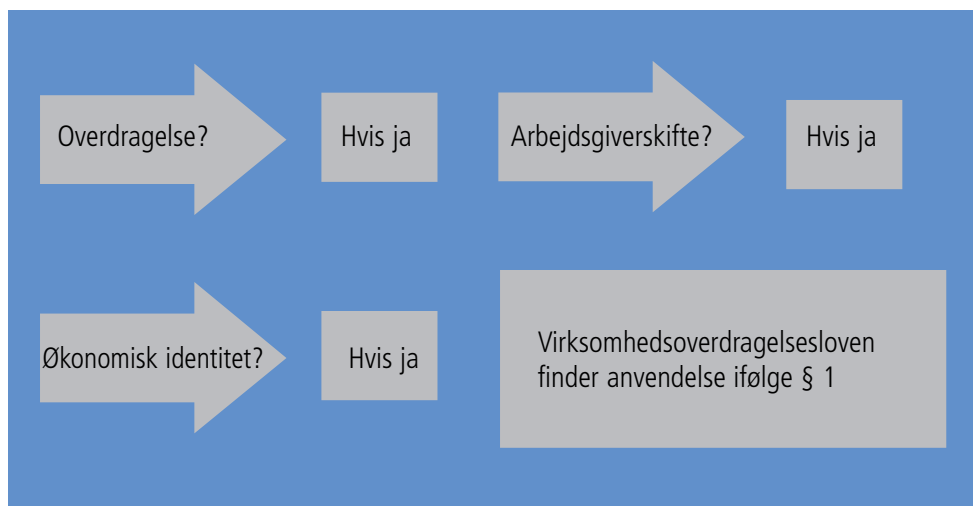 Overdragelse?
Hvis ja
Arbejdsgiverskifte?
Hvis ja
Økonomisk identitet?
Hvis ja
Virksomhedsoverdragelsesloven
finder anvendelse ifølge § 1